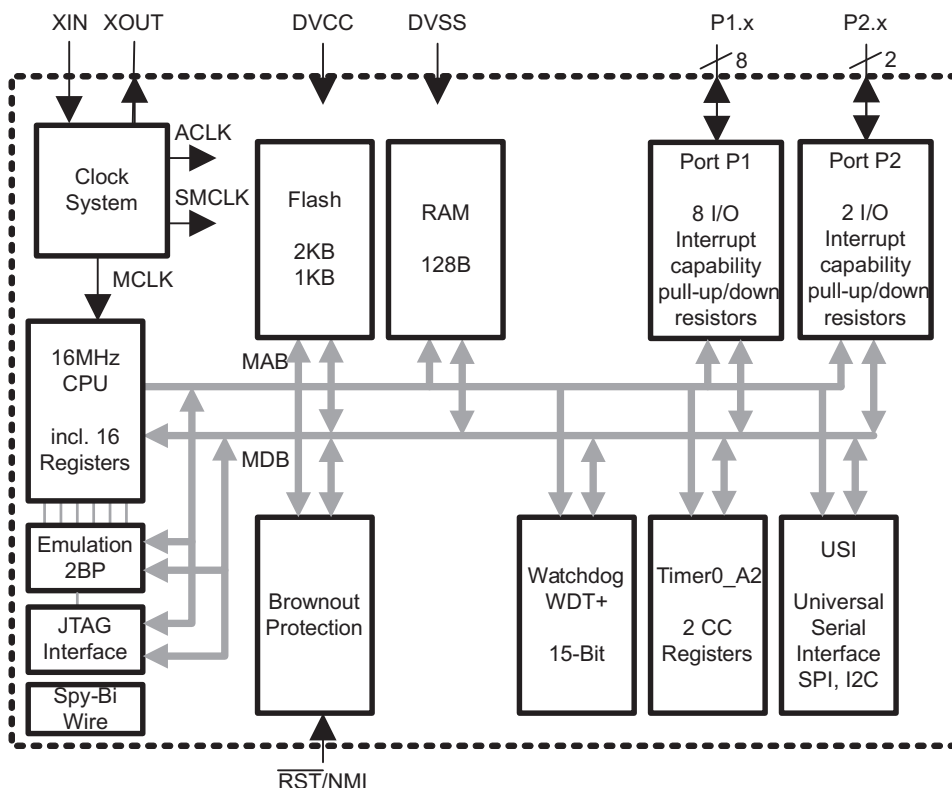 XIN XOUT DVCC DVSS P1.x P2.x
8 2
ACLK
Clock
System
SMCLK
MCLK
Flash
2KB
1KB
RAM
128B
Port P1
8 I/O
Interrupt
capability
pull-up/down
resistors
Port P2
2 I/O
Interrupt
capability
pull-up/down
resistors
16MHz
CPU
incl. 16
Registers
MAB
MDB
Emulation
2BP
JTAG
Interface
Spy-Bi
Wire
Brownout
Protection
Watchdog
WDT+
15-Bit
Timer0_A2
2 CC
Registers
USI
Universal
Serial
Interface
SPI, I2C
RST/NMI